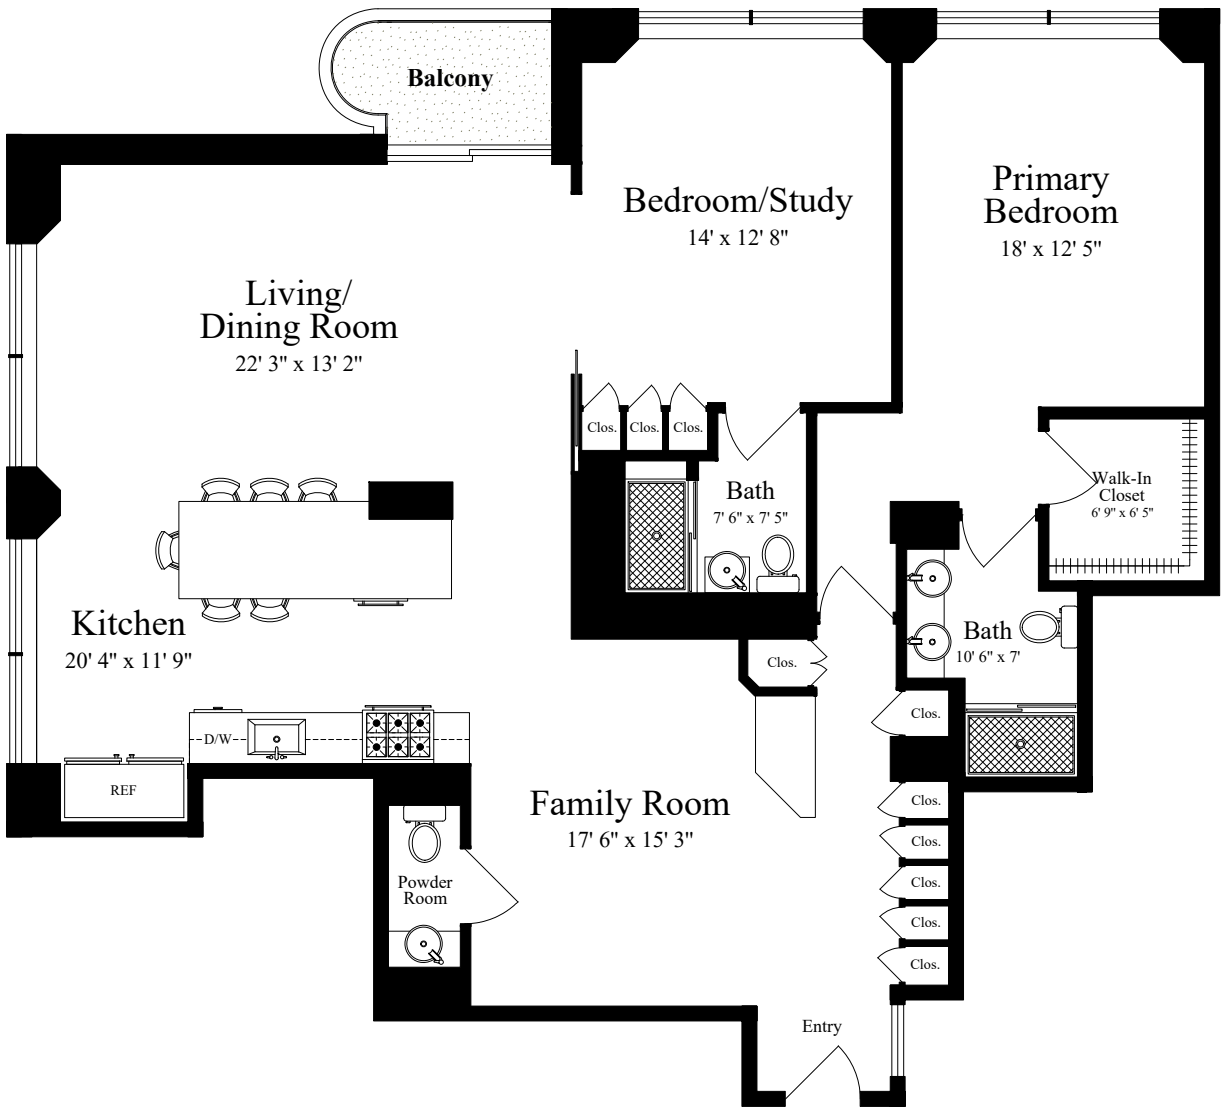 Balcony
Primary
Bedroom
18' x 12' 5"
Bedroom/Study
14' x 12' 8"
Living/
Dining Room
22' 3" x 13' 2"
Clos.
Clos.
Clos.
Walk-In
Closet
6' 9" x 6' 5"
Bath
7' 6" x 7' 5"
Kitchen
20' 4" x 11' 9"
Bath
10' 6" x 7'
Clos.
Clos.
D/W
REF
Family Room
17' 6" x 15' 3"
Clos.
Clos.
Powder
Room
Clos.
Clos.
Clos.
Entry